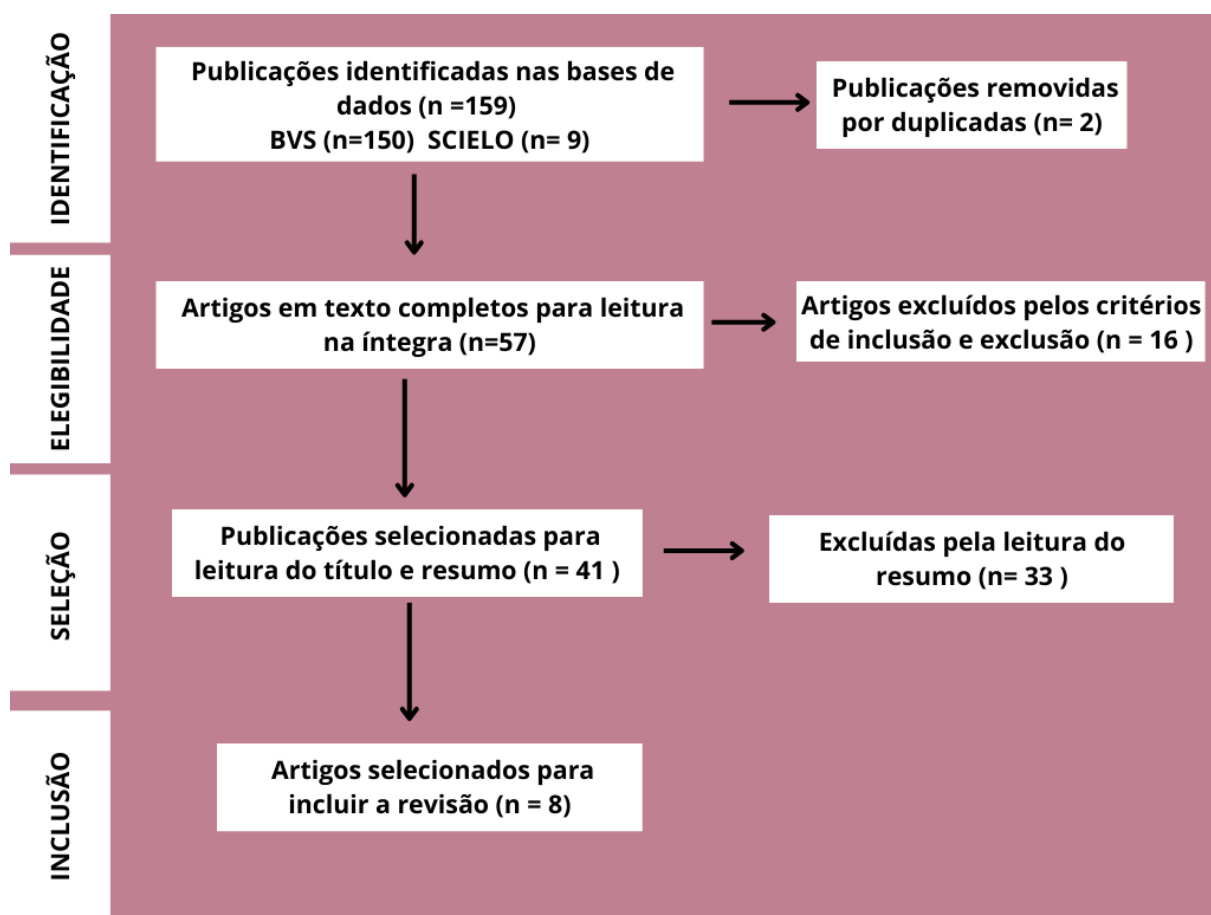 IDENTIFICAÇÃO
Publicações identificadas nas bases de
dados (n =159)
BVS (n=150)  SCIELO (n= 9)
Publicações removidas
por duplicadas (n= 2)
ELEGIBILIDADE
Artigos em texto completos para leitura
na íntegra (n=57)
Artigos excluídos pelos critérios
de inclusão e exclusão (n = 16 )
SELEÇÃO
Publicações selecionadas para
leitura do título e resumo (n = 41 )
Excluídas pela leitura do
resumo (n= 33 )
INCLUSÃO
Artigos selecionados para
incluir a revisão (n = 8)